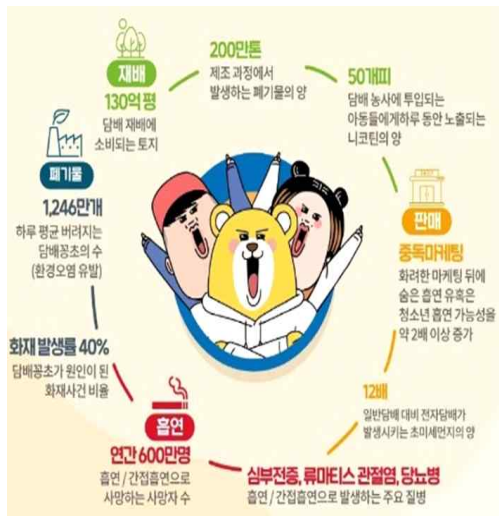 재배
130억 평
담배 재배에
소비되는 토지
200만톤
제조 과정에서
발생하는 폐기물의 양
50개피
담배 농사에 투입되는
아동들에게하루 동안 노출되는
니코틴의 양
판매
중독마케팅
화려한 마케팅 뒤에
숨은 흡연 유혹은
청소년 흡연 가능성을
약 2배 이상 증가
12배
일반담배 대비 전자담배가
발생시키는 초미세먼지의 양
심부전증, 류마티스 관절염, 당뇨병
흡연 / 간접흡연으로 발생하는 주요 질병
흡연
연간 600만명
흡연 / 간접흡연으로
사망하는 사망자 수
화재 발생률 40%
담배꽁초가 원인이 된
화재사건 비율
폐기물
1,246만개
하루 평균 버려지는
담배꽁초의 수
(환경오염 유발)